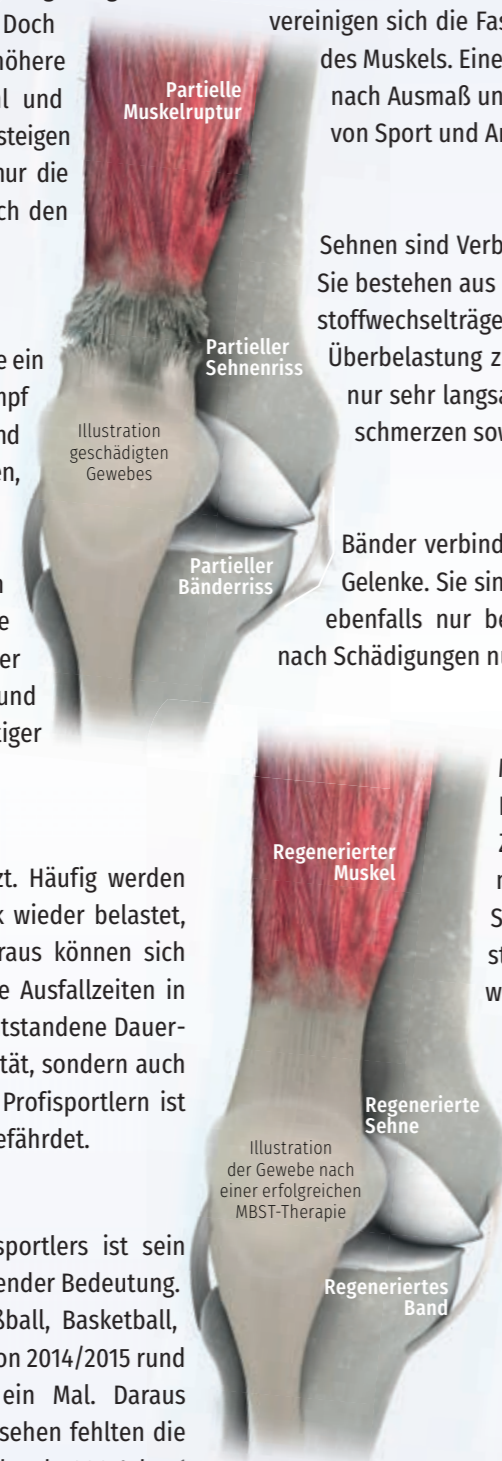 Doch
höhere
l und
steigen
nur die
ch den
e ein
mpf
nd
en,
n
e
er
und
tiger
zt. Häufig werden
k wieder belastet,
raus können sich
e Ausfallzeiten in
tstandene Dauer-
tät, sondern auch
Profisportlern ist
efährdet.
sportlers ist sein
ender Bedeutung.
ßball, Basketball,
on 2014/2015 rund
ein Mal. Daraus
sehen fehlten die
Partielle
Muskelruptur
Partieller
Sehnenriss
Illustration
geschädigten
Gewebes
Partieller
Bänderriss
Regenerierter
Muskel
Regenerierte
Sehne
Illustration
der Gewebe nach
einer erfolgreichen
MBST-Therapie
Regeneriertes
Band
vereinigen sich die Fas
des Muskels. Eine
nach Ausmaß un
von Sport und Ar
Sehnen sind Verb
Sie bestehen aus
stoffwechselträge
Überbelastung z
nur sehr langsa
schmerzen sow
Bänder verbind
Gelenke. Sie sin
ebenfalls nur be
nach Schädigungen nu
S
st
w